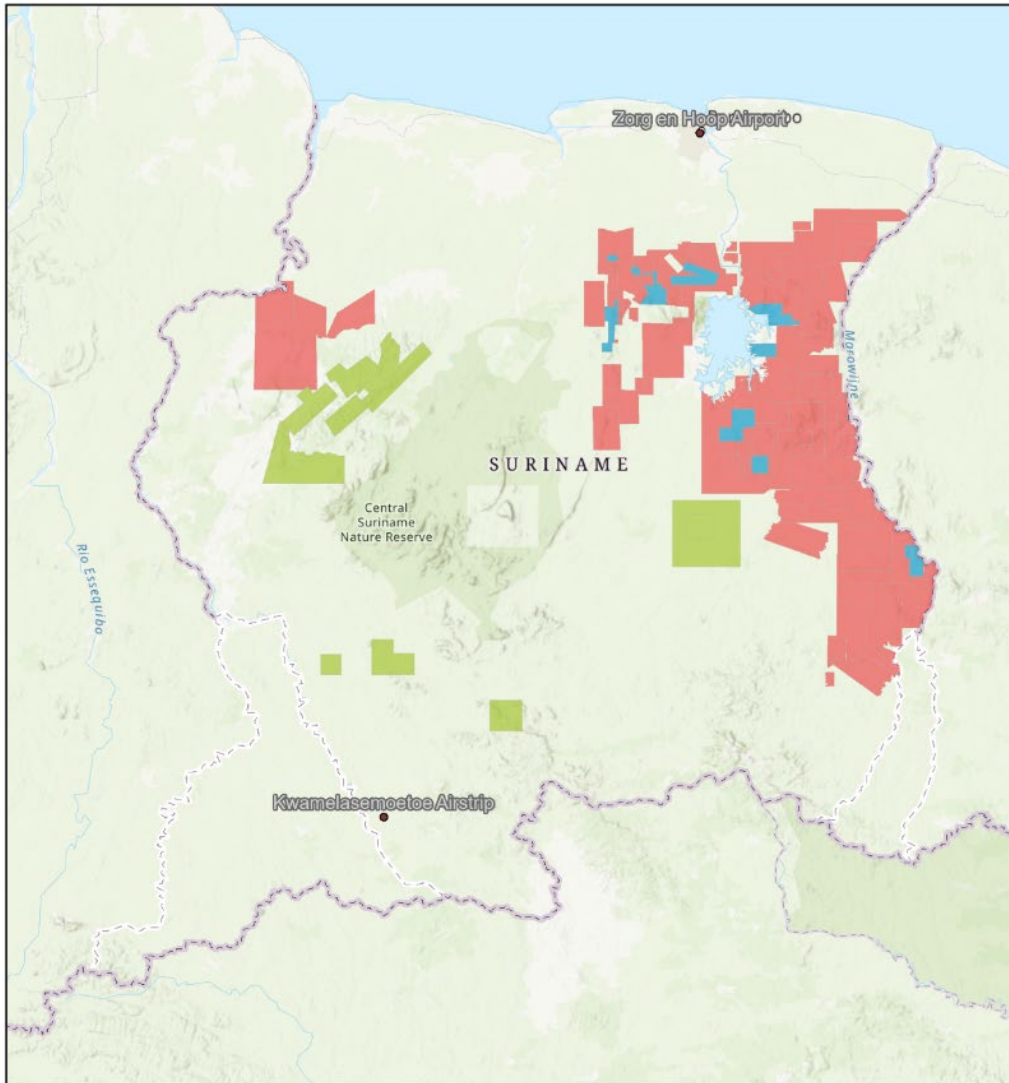 Zorg en Hoop Airport
Marowijne
SURINAME
Central
Suriname
Nature Reserve
Rio Essequibo
Kwamelasemoetoe Airstrip